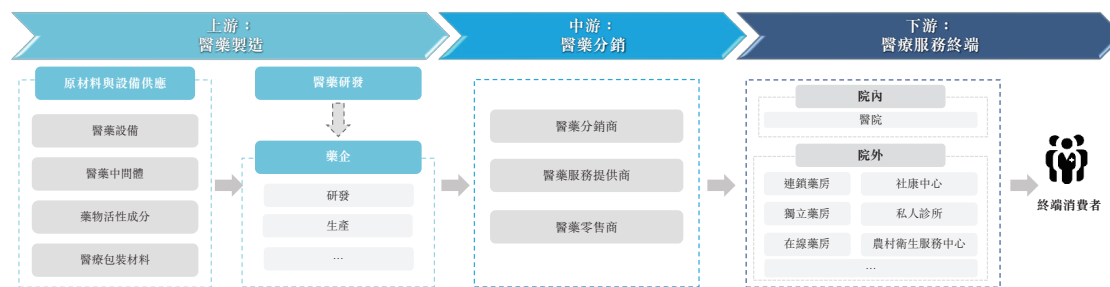 上游：
醫藥製造
中游：
醫藥分銷
下游：
醫療服務終端
原材料與設備供應
醫藥設備
醫藥中間體
藥物活性成分
醫療包裝材料
醫藥研發
藥企
研發
生產
…
醫藥分銷商
醫藥服務提供商
醫藥零售商
院內
醫院
院外
連鎖藥房
社康中心
獨立藥房
私人診所
在線藥房
農村衛生服務中心
…
終端消費者